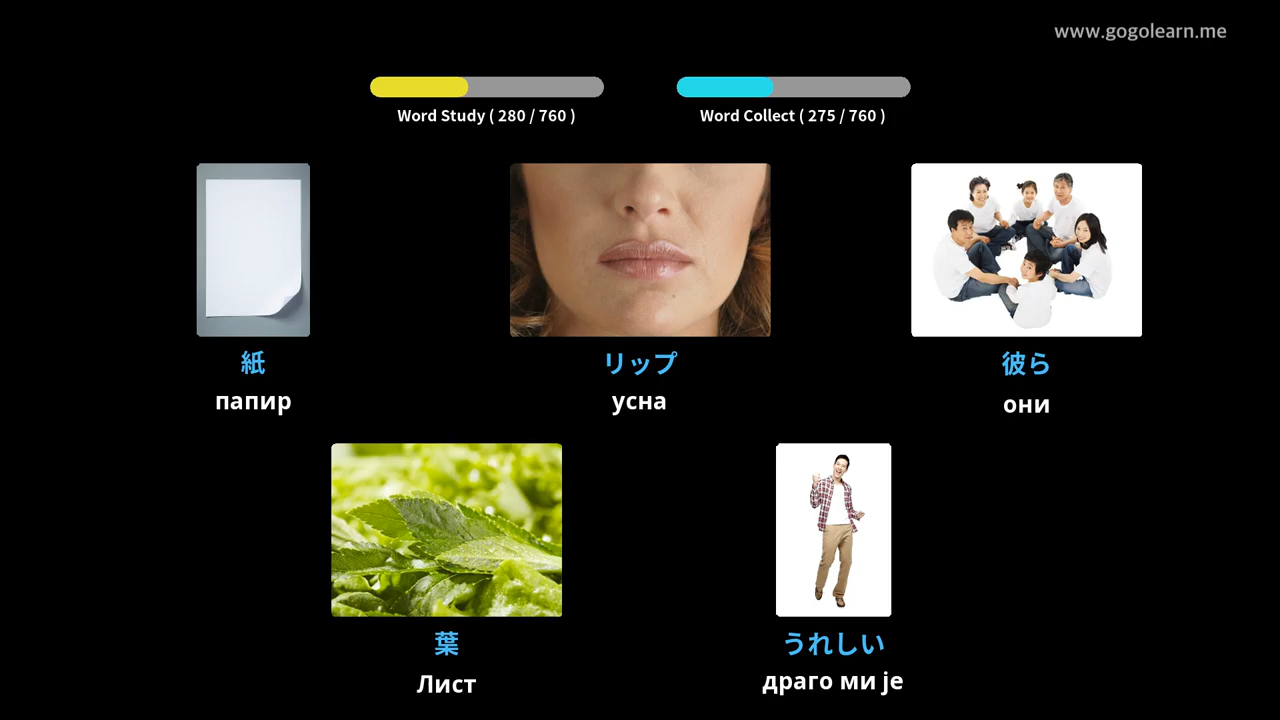 www.gogolearn.me
Word Study ( 280 / 760 )
Word Collect ( 275 / 760 )
紙
папир
リップ
усна
彼ら
они
葉
Лист
うれしい
драго ми је